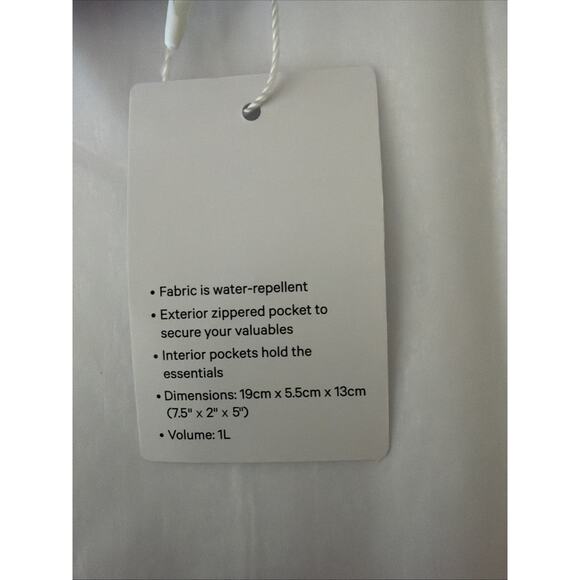 • Fabric is water-repellent
• Exterior zippered pocket to
secure your valuables
• Interior pockets hold the
essentials
• Dimensions: 19cm x 5.5cm x 13cm
(7.5" x 2" x 5")
• Volume: 1L